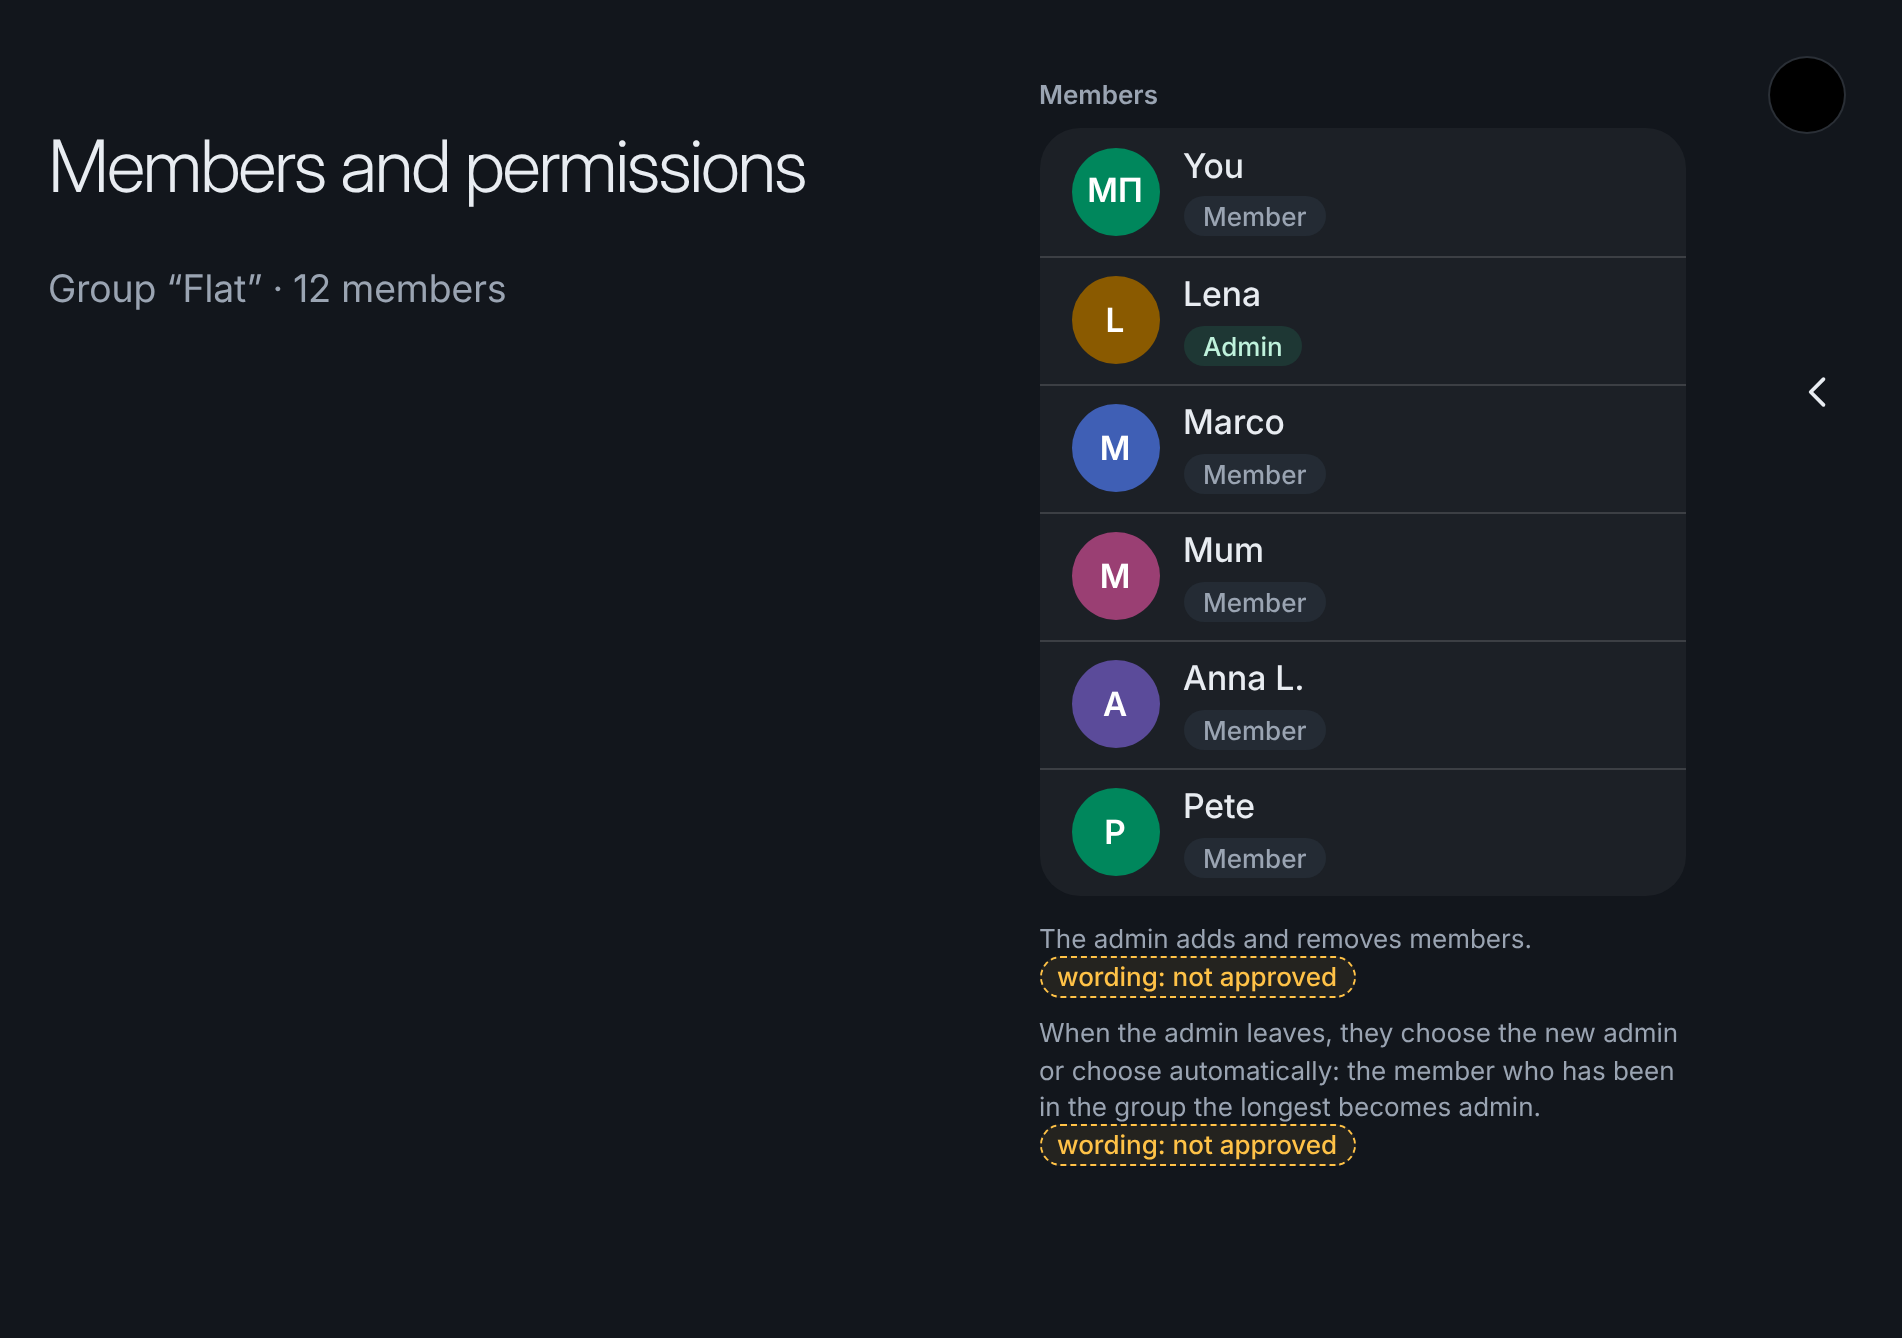 Members and permissions
Group “Flat” · 12 members
Members
МП
You
Member
L
Lena
Admin
M
Marco
Member
M
Mum
Member
A
Anna L.
Member
P
Pete
Member
The admin adds and removes members.
wording: not approved
When the admin leaves, they choose the new admin
or choose automatically: the member who has been
in the group the longest becomes admin.
wording: not approved